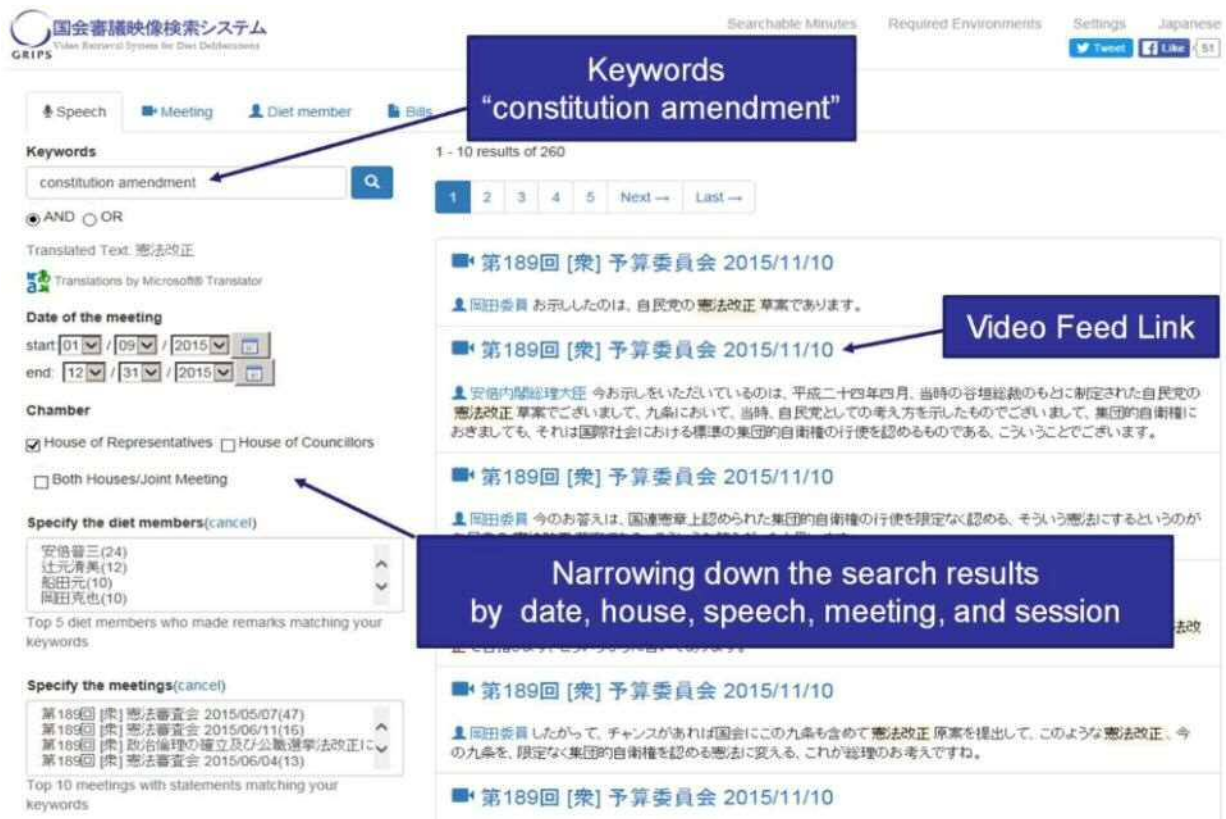 国会審議映像検索システム
Video Retrieval System for Diet Deliberations
GRIPS
Searchable Minutes Required Environments Settings Japanese
Tweet Like 51
Keywords
"constitution amendment"
Speech Meeting Diet member Bills
Keywords
constitution amendment
AND OR
Translated Text: 憲法改正
Translations by Microsoft® Translator
Date of the meeting
start: 01 / 09 / 2015
end: 12 / 31 / 2015
Chamber
House of Representatives House of Councillors
Both Houses/Joint Meeting
Specify the diet members(cancel)
安倍晋三(24)
辻元清美(12)
船田元(10)
岡田克也(10)
Top 5 diet members who made remarks matching your
keywords
Specify the meetings(cancel)
第189回 [衆] 憲法審査会 2015/05/07(47)
第189回 [衆] 憲法審査会 2015/06/11(16)
第189回 [衆] 政治倫理の確立及び公職選挙法改正に
第189回 [衆] 憲法審査会 2015/06/04(13)
Top 10 meetings with statements matching your
keywords
1 - 10 results of 260
1 2 3 4 5 Next → Last →
第189回 [衆] 予算委員会 2015/11/10
岡田委員 お示ししたのは、自民党の 憲法改正 草案であります。
Video Feed Link
第189回 [衆] 予算委員会 2015/11/10
安倍内閣総理大臣 今お示しをいただいているのは、平成二十四年四月、当時の谷垣総裁のもとに制定された自民党の
憲法改正 草案でございまして、九条において、当時、自民党としての考え方を示したものでございまして、集団的自衛権に
おきましても、それは国際社会における標準の集団的自衛権の行使を認めるものである、こういうことでございます。
第189回 [衆] 予算委員会 2015/11/10
岡田委員 今のお答えは、国連憲章上認められた集団的自衛権の行使を限定なく認める、そういう憲法にするというのが
Narrowing down the search results
by date, house, speech, meeting, and session
法改
第189回 [衆] 予算委員会 2015/11/10
岡田委員 したがって、チャンスがあれば国会にこの九条も含めて 憲法改正 原案を提出して、このような 憲法改正 、今
の九条を、限定なく集団的自衛権を認める憲法に変える、これが総理のお考えですね。
第189回 [衆] 予算委員会 2015/11/10